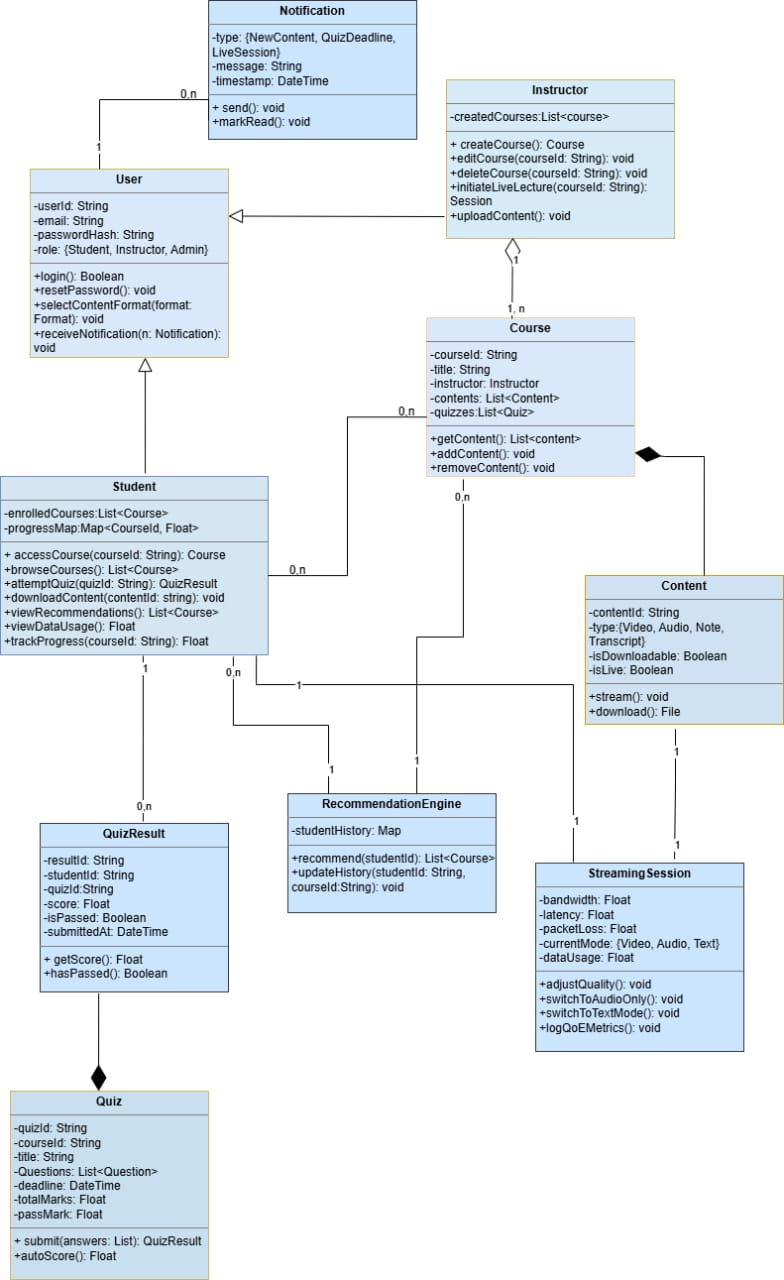 Notification
-type: {NewContent, QuizDeadline,
LiveSession}
-message: String
-timestamp: DateTime
+ send(): void
+markRead(): void
0,n
1
Instructor
-createdCourses:List<course>
+ createCourse(): Course
+editCourse(courseId: String): void
+deleteCourse(courseId: String): void
+initiateLiveLecture(courseId: String):
Session
+uploadContent(): void
User
-userId: String
-email: String
-passwordHash: String
-role: {Student, Instructor, Admin}
+login(): Boolean
+resetPassword(): void
+selectContentFormat(format:
Format): void
+receiveNotification(n: Notification):
void
1
1, n
Course
-courseId: String
-title: String
-instructor: Instructor
-contents: List<Content>
-quizzes:List<Quiz>
+getContent(): List<content>
+addContent(): void
+removeContent(): void
0,n
0,n
0,n
Student
-enrolledCourses:List<Course>
-progressMap:Map<CourseId, Float>
+ accessCourse(courseId: String): Course
+browseCourses(): List<Course>
+attemptQuiz(quizId: String): QuizResult
+downloadContent(contentId: string): void
+viewRecommendations(): List<Course>
+viewDataUsage(): Float
+trackProgress(courseId: String): Float
Content
-contentId: String
-type:{Video, Audio, Note,
Transcript}
-isDownloadable: Boolean
-isLive: Boolean
+stream(): void
+download(): File
1
0,n
1
1
1
1
0,n
1
1
1
RecommendationEngine
-studentHistory: Map
+recommend(studentId): List<Course>
+updateHistory(studentId: String,
courseId:String): void
QuizResult
-resultId: String
-studentId: String
-quizId:String
-score: Float
-isPassed: Boolean
-submittedAt: DateTime
+ getScore(): Float
+hasPassed(): Boolean
StreamingSession
-bandwidth: Float
-latency: Float
-packetLoss: Float
-currentMode: {Video, Audio, Text}
-dataUsage: Float
+adjustQuality(): void
+switchToAudioOnly(): void
+switchToTextMode(): void
+logQoEMetrics(): void
Quiz
-quizId: String
-courseId: String
-title: String
-Questions: List<Question>
-deadline: DateTime
-totalMarks: Float
-passMark: Float
+ submit(answers: List): QuizResult
+autoScore(): Float